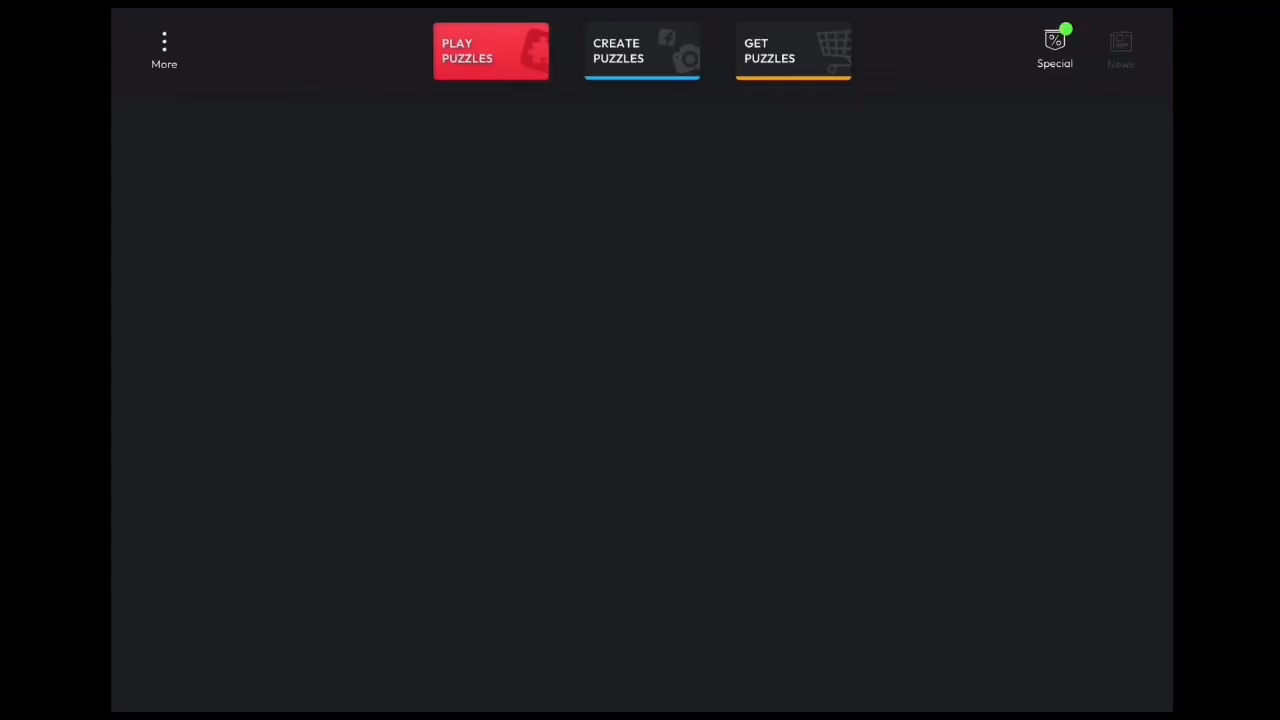 More
PLAY
PUZZLES
CREATE
PUZZLES
GET
PUZZLES
Special
News